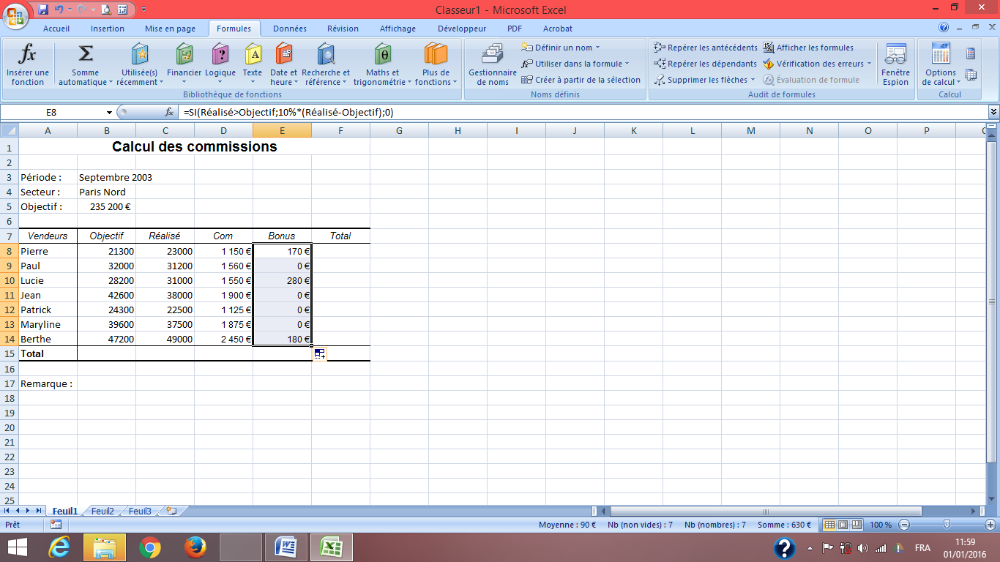 Classeur1 - Microsoft Excel
Accueil Insertion Mise en page Formules Données Révision Affichage Développeur PDF Acrobat
Insérer une fonction
Somme automatique
Utilisée(s) récemment
Financier
Logique
Texte
Date et heure
Recherche et référence
Maths et trigonométrie
Plus de fonctions
Bibliothèque de fonctions
Gestionnaire de noms
Définir un nom
Utiliser dans la formule
Créer à partir de la sélection
Noms définis
Repérer les antécédents
Repérer les dépendants
Supprimer les flèches
Afficher les formules
Vérification des erreurs
Évaluation de formule
Audit de formules
Fenêtre Espion
Options de calcul
Calcul
E8 fx =SI(Réalisé>Objectif;10%*(Réalisé-Objectif);0)
A B C D E F G H I J K L M N O P
1 Calcul des commissions
2
3 Période : Septembre 2003
4 Secteur : Paris Nord
5 Objectif : 235 200 €
6
7 Vendeurs Objectif Réalisé Com Bonus Total
8 Pierre 21300 23000 1 150 € 170 €
9 Paul 32000 31200 1 560 € 0 €
10 Lucie 28200 31000 1 550 € 280 €
11 Jean 42600 38000 1 900 € 0 €
12 Patrick 24300 22500 1 125 € 0 €
13 Maryline 39600 37500 1 875 € 0 €
14 Berthe 47200 49000 2 450 € 180 €
15 Total
16
17 Remarque :
18
19
20
21
22
23
24
25
Feuil1 Feuil2 Feuil3
Prêt Moyenne : 90 € Nb (non vides) : 7 Nb (nombres) : 7 Somme : 630 € 100 %
FRA 11:59
01/01/2016